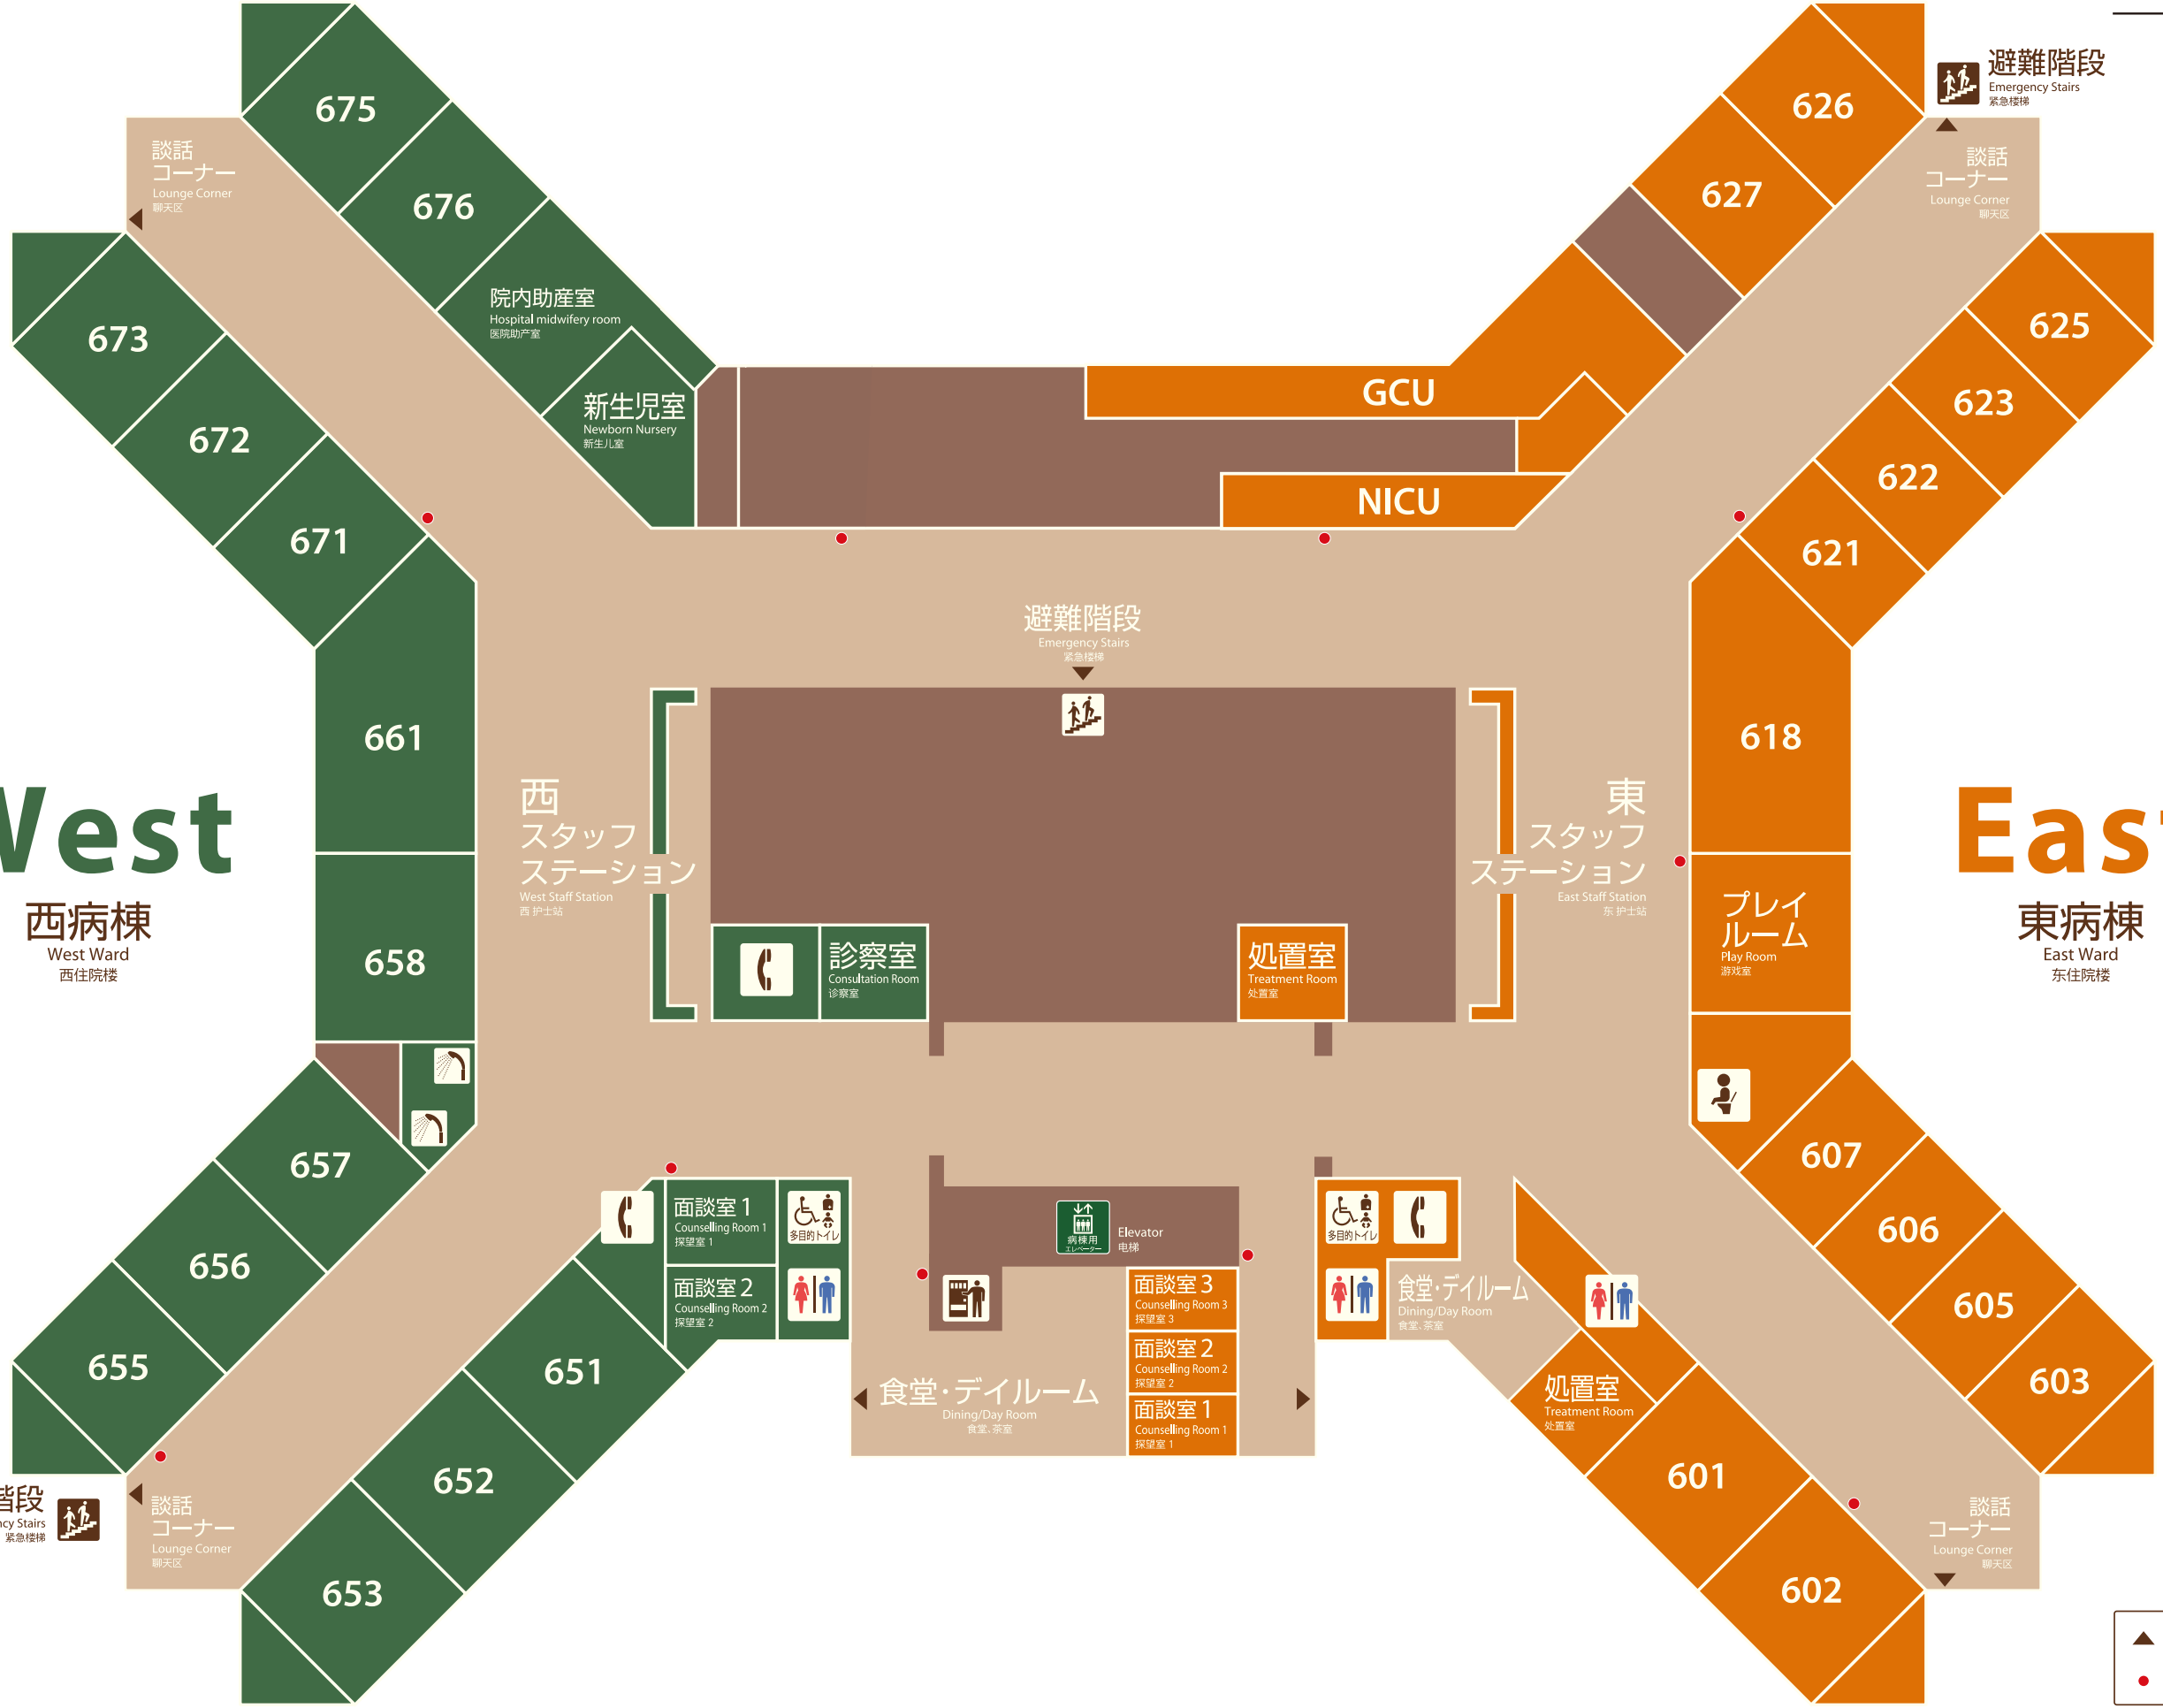 675
676
院内助産室
Hospital midwifery room
医院助产室
新生児室
Newborn Nursery
新生儿室
談話
コーナー
Lounge Corner
聊天区
673
672
671
661
658
657
656
655
West
西病棟
West Ward
西住院楼
626
627
避難階段
Emergency Stairs
紧急楼梯
談話
コーナー
Lounge Corner
聊天区
625
623
622
621
GCU
NICU
避難階段
Emergency Stairs
紧急楼梯
西
スタッフ
ステーション
West Staff Station
西 护士站
診察室
Consultation Room
诊察室
処置室
Treatment Room
处置室
東
スタッフ
ステーション
East Staff Station
东 护士站
618
プレイ
ルーム
Play Room
游戏室
East
東病棟
East Ward
东住院楼
607
606
605
603
面談室 1
Counselling Room 1
探望室 1
面談室 2
Counselling Room 2
探望室 2
多目的トイレ
病棟用
エレベーター
Elevator
电梯
面談室 3
Counselling Room 3
探望室 3
面談室 2
Counselling Room 2
探望室 2
面談室 1
Counselling Room 1
探望室 1
食堂・デイルーム
Dining/Day Room
食堂、茶室
多目的トイレ
食堂・デイルーム
Dining/Day Room
食堂、茶室
処置室
Treatment Room
处置室
651
652
653
601
602
階段
ncy Stairs
紧急楼梯
談話
コーナー
Lounge Corner
聊天区
談話
コーナー
Lounge Corner
聊天区